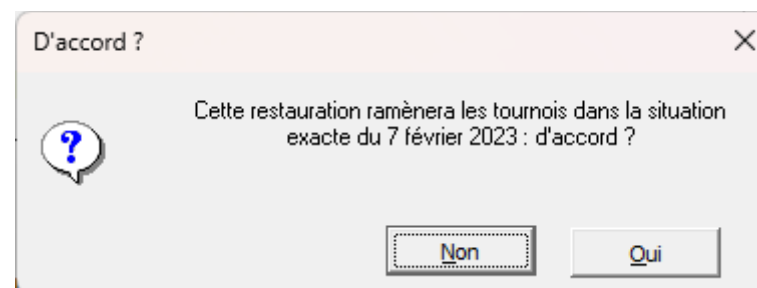 D'accord ?
Cette restauration ramènera les tournois dans la situation
exacte du 7 février 2023 : d'accord ?
Non
Oui